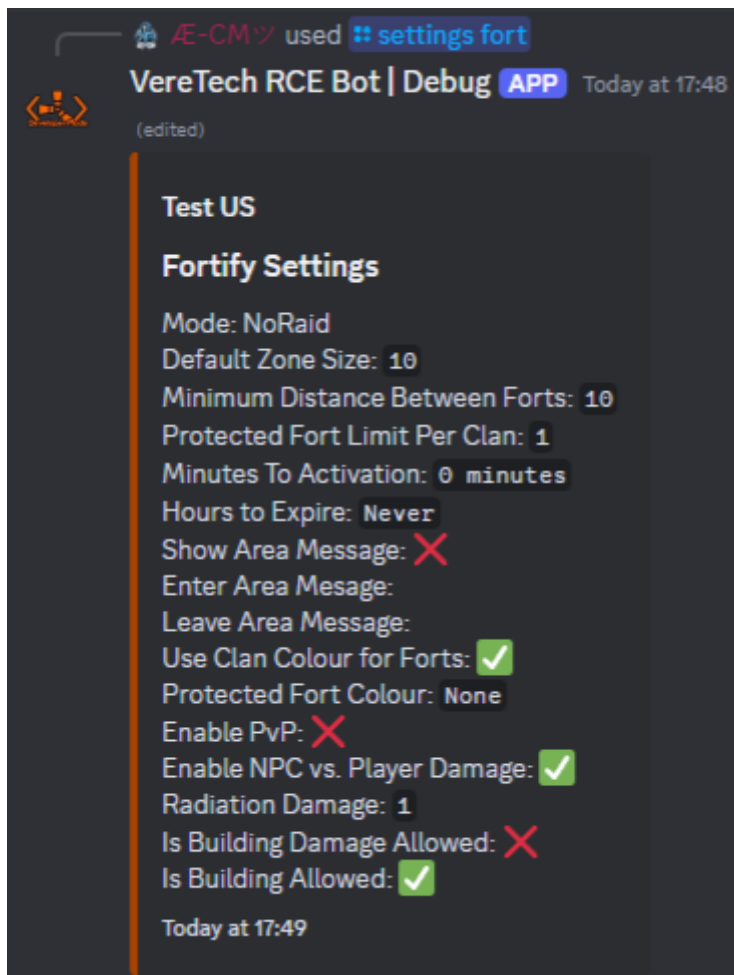 Æ-CMツ used settings fort
VereTech RCE Bot | Debug APP Today at 17:48
(edited)
Test US
Fortify Settings
Mode: NoRaid
Default Zone Size: 10
Minimum Distance Between Forts: 10
Protected Fort Limit Per Clan: 1
Minutes To Activation: 0 minutes
Hours to Expire: Never
Show Area Message: ❌
Enter Area Mesage:
Leave Area Message:
Use Clan Colour for Forts: ✅
Protected Fort Colour: None
Enable PvP: ❌
Enable NPC vs. Player Damage: ✅
Radiation Damage: 1
Is Building Damage Allowed: ❌
Is Building Allowed: ✅
Today at 17:49